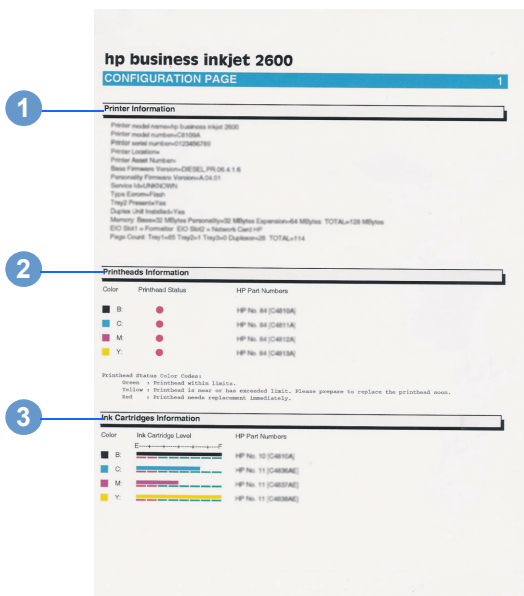 hp business inkjet 2600
CONFIGURATION PAGE 1
1
Printer Information
Printer model name=hp business inkjet 2600
Printer model number=C8109A
Printer serial number=0123456789
Printer Location=
Printer Asset Number=
Base Firmware Version=DIESEL.FR.06.4.1.6
Personality Firmware Version=A.04.01
Service Id=UNKNOWN
Type Eorom=Flash
Tray2 Present=Yes
Duplex Unit Installed=Yes
Memory: Base=32 MBytes Personality=32 MBytes Expansion=64 MBytes TOTAL=128 MBytes
EIO Slot1 = Formatter EIO Slot2 = Network Card HP
Page Count: Tray1=85 Tray2=1 Tray3=0 Duplexor=28 TOTAL=114
2
Printheads Information
Color Printhead Status HP Part Numbers
B: HP No. 84 [C4810A]
C: HP No. 84 [C4811A]
M: HP No. 84 [C4812A]
Y: HP No. 84 [C4813A]
Printhead Status Color Codes:
Green : Printhead within limits.
Yellow : Printhead is near or has exceeded limit. Please prepare to replace the printhead soon.
Red : Printhead needs replacement immediately.
3
Ink Cartridges Information
Color Ink Cartridge Level HP Part Numbers
E F
B: HP No. 10 [C4810A]
C: HP No. 11 [C4836AE]
M: HP No. 11 [C4837AE]
Y: HP No. 11 [C4838AE]